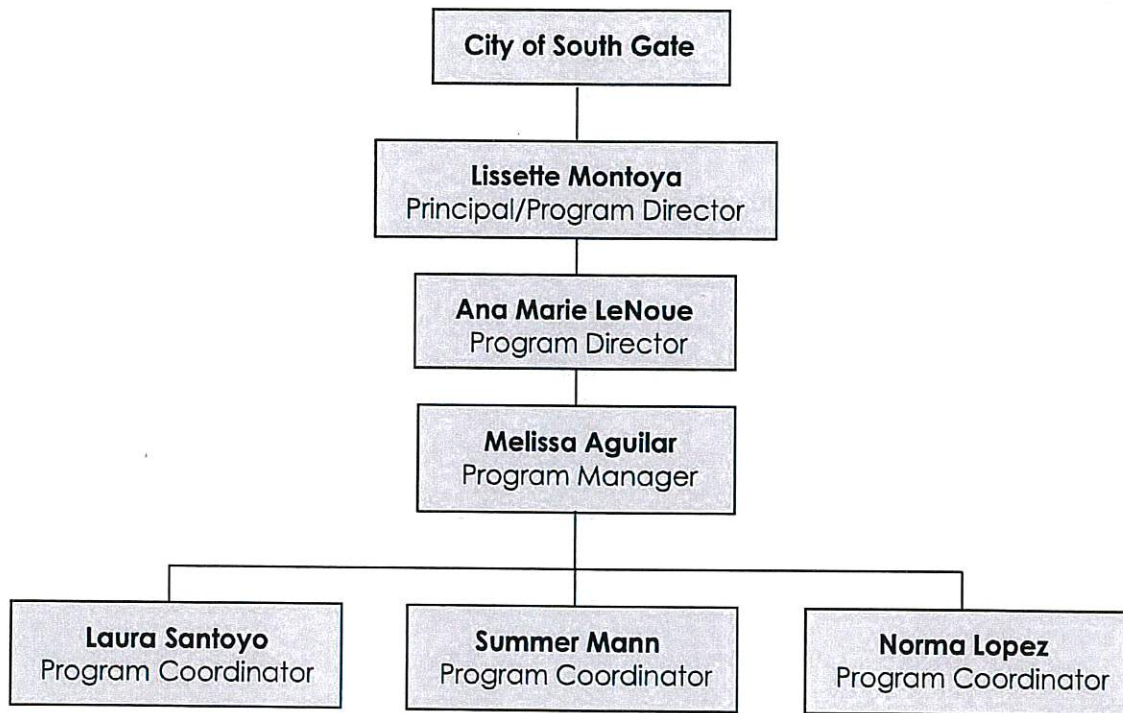 City of South Gate
Lissette Montoya
Principal/Program Director
Ana Marie LeNoue
Program Director
Melissa Aguilar
Program Manager
Laura Santoyo
Program Coordinator
Summer Mann
Program Coordinator
Norma Lopez
Program Coordinator